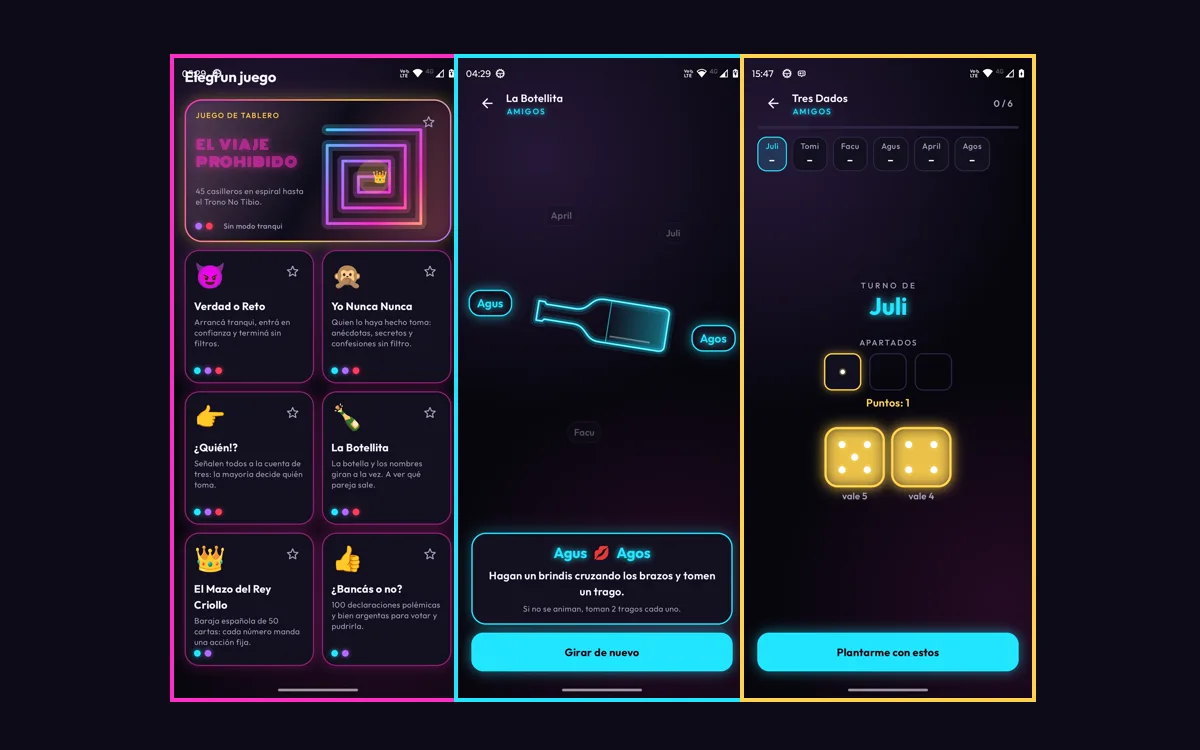 04:29
Elegí un juego
JUEGO DE TABLERO
EL VIAJE
PROHIBIDO
45 casilleros en espiral hasta
el Trono No Tibio.
Sin modo tranqui
Verdad o Reto
Arrancá tranqui, entrá en
confianza y terminá sin
filtros.
Yo Nunca Nunca
Quien lo haya hecho toma:
anécdotas, secretos y
confesiones sin filtro.
¿Quién!?
Señalen todos a la cuenta de
tres: la mayoría decide quién
toma.
La Botellita
La botella y los nombres
giran a la vez. A ver qué
pareja sale.
El Mazo del Rey
Criollo
Baraja española de 50
cartas: cada número manda
una acción fija.
¿Bancás o no?
100 declaraciones polémicas
y bien argentas para votar y
pudrirla.
04:29
4G
La Botellita
AMIGOS
April
Juli
Agus
Agos
Facu
Agus 💋 Agos
Hagan un brindis cruzando los brazos y tomen
un trago.
Si no se animan, toman 2 tragos cada uno.
Girar de nuevo
15:47
4G
Tres Dados
AMIGOS
0 / 6
Juli
–
Tomi
–
Facu
–
Agus
–
April
–
Agos
–
TURNO DE
Juli
APARTADOS
Puntos: 1
vale 5
vale 4
Plantarme con estos